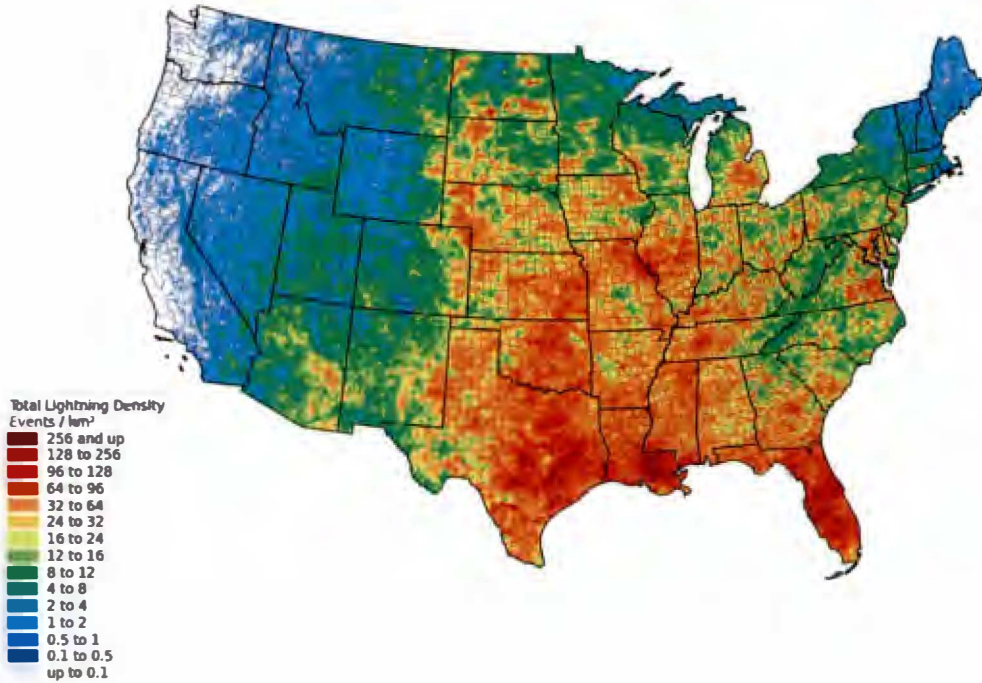 Total Lightning Density
Events / km²
256 and up
128 to 256
96 to 128
64 to 96
32 to 64
24 to 32
16 to 24
12 to 16
8 to 12
4 to 8
2 to 4
1 to 2
0.5 to 1
0.1 to 0.5
up to 0.1